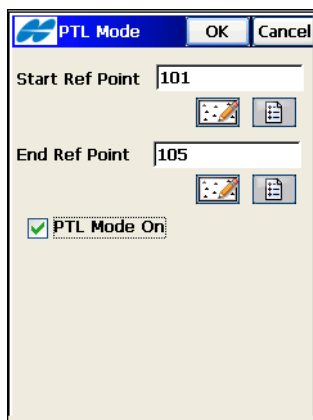 PTL Mode OK Cancel
Start Ref Point 101
End Ref Point 105
PTL Mode On